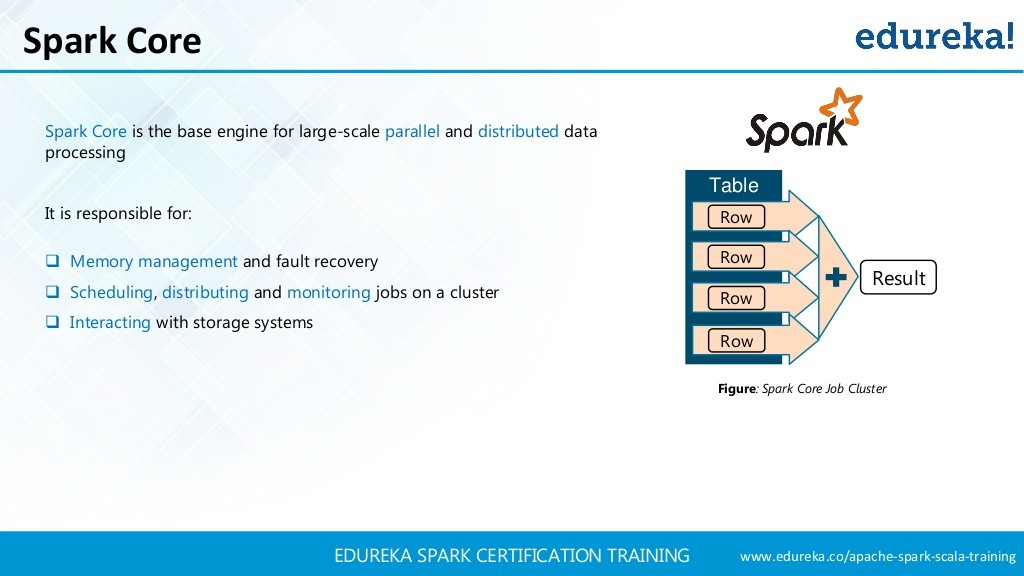 Spark Core
edureka!
Spark Core is the base engine for large-scale parallel and distributed data
processing
It is responsible for:
Memory management and fault recovery
Scheduling, distributing and monitoring jobs on a cluster
Interacting with storage systems
Spark
Table
Row
Row
Row
Row
Result
Figure: Spark Core Job Cluster
EDUREKA SPARK CERTIFICATION TRAINING
www.edureka.co/apache-spark-scala-training